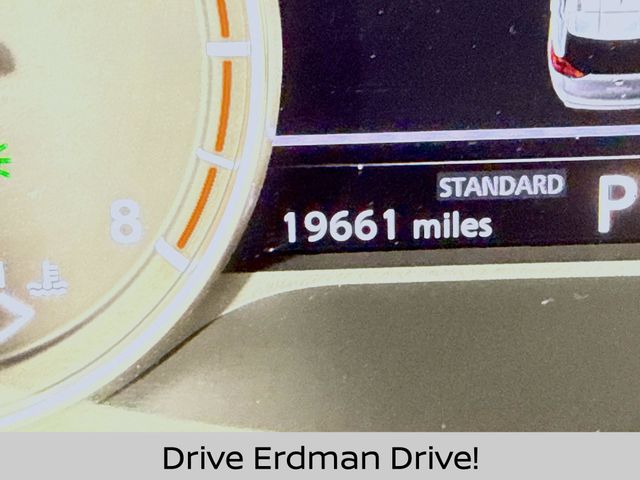 STANDARD
P
19661 miles
8
Drive Erdman Drive!